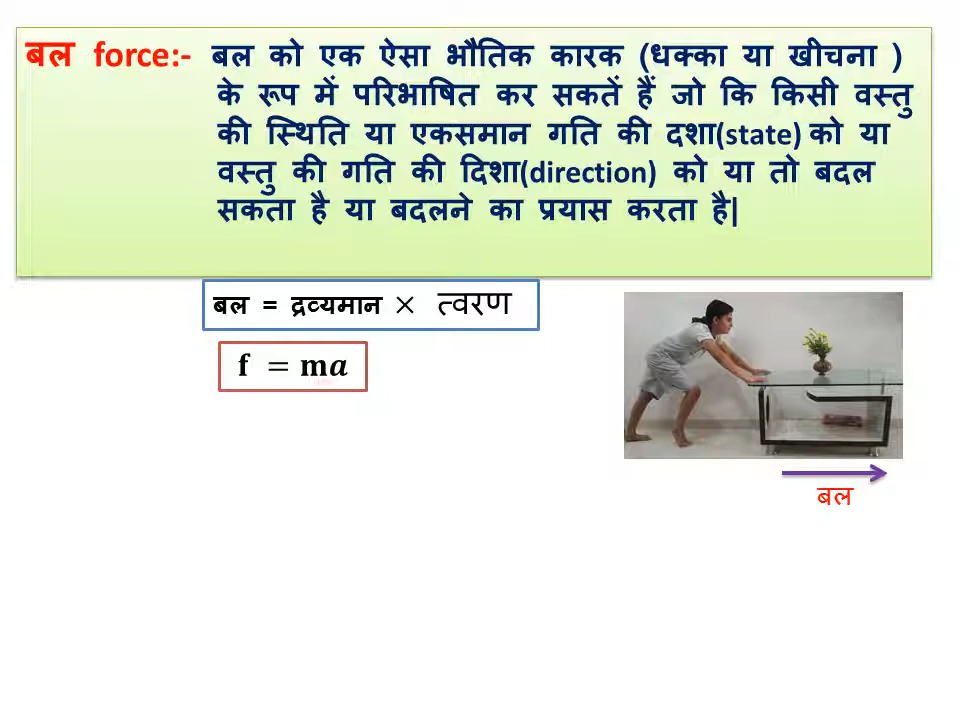 बल force:- बल को एक ऐसा भौतिक कारक (धक्का या खीचना )
के रूप में परिभाषित कर सकतें हैं जो कि किसी वस्तु
की स्थिति या एकसमान गति की दशा(state) को या
वस्तु की गति की दिशा(direction) को या तो बदल
सकता है या बदलने का प्रयास करता है|
बल = द्रव्यमान × त्वरण
f = ma
बल